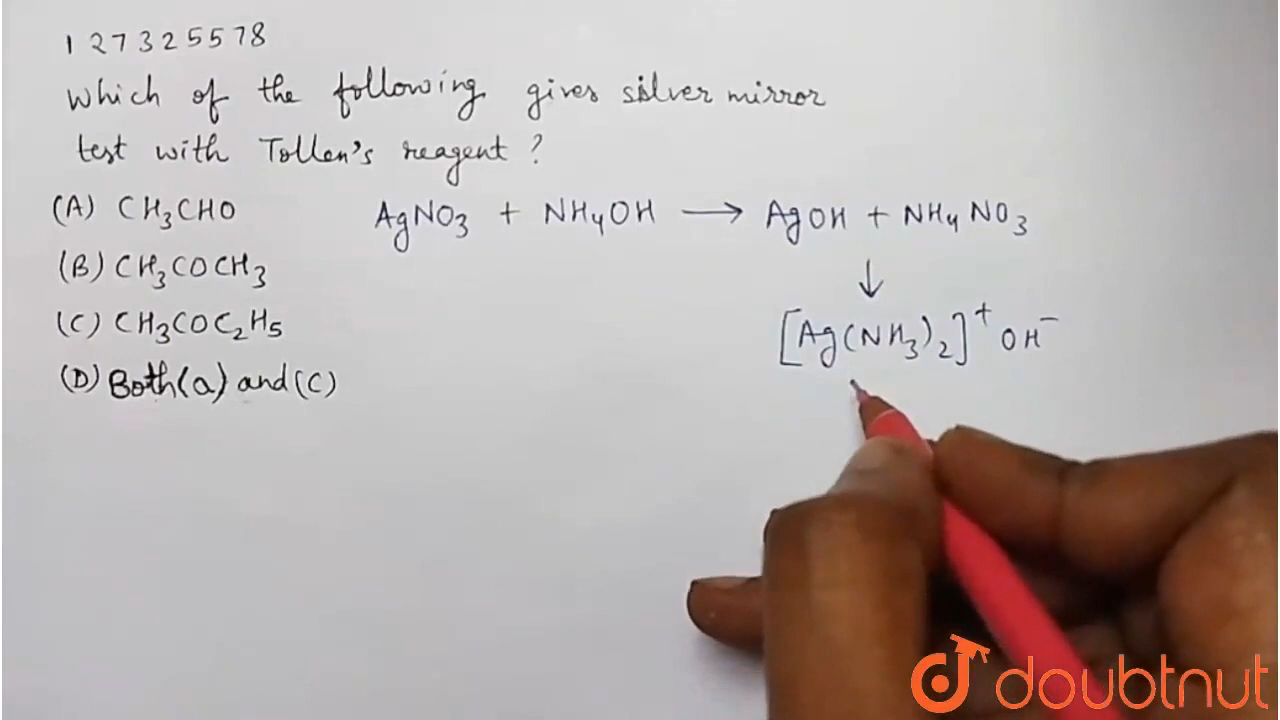 1 2 7 3 2 5 5 7 8
Which of the following gives silver mirror
test with Tollen's reagent ?
(A) CH₃CHO
AgNO₃ + NH₄OH ⟶ AgOH + NH₄NO₃
(B) CH₃COCH₃
↓
(C) CH₃COC₂H₅
[Ag(NH₃)₂]⁺ OH⁻
(D) Both (a) and (C)
doubtnut